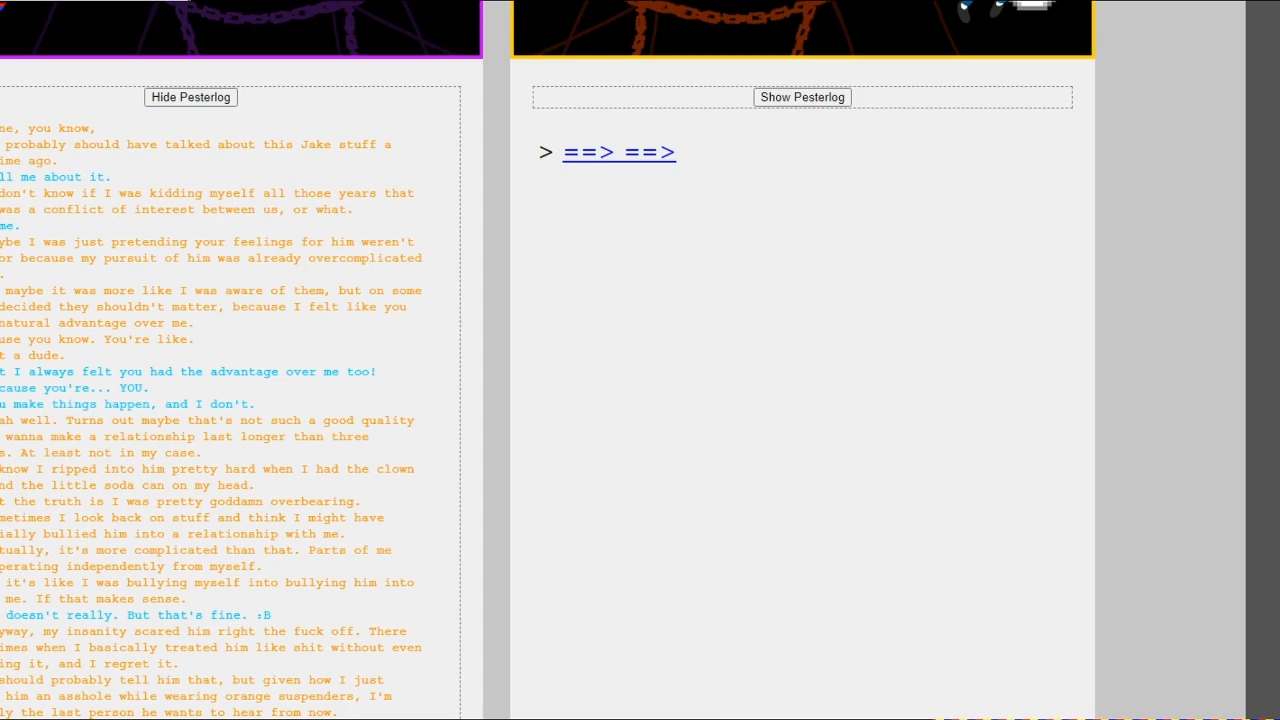 Hide Pesterlog
ne, you know,
probably should have talked about this Jake stuff a
ime ago.
ll me about it.
don't know if I was kidding myself all those years that
was a conflict of interest between us, or what.
me.
ybe I was just pretending your feelings for him weren't
or because my pursuit of him was already overcomplicated
.
maybe it was more like I was aware of them, but on some
decided they shouldn't matter, because I felt like you
natural advantage over me.
use you know. You're like.
t a dude.
t I always felt you had the advantage over me too!
cause you're... YOU.
u make things happen, and I don't.
ah well. Turns out maybe that's not such a good quality
wanna make a relationship last longer than three
s. At least not in my case.
know I ripped into him pretty hard when I had the clown
nd the little soda can on my head.
t the truth is I was pretty goddamn overbearing.
metimes I look back on stuff and think I might have
ially bullied him into a relationship with me.
tually, it's more complicated than that. Parts of me
perating independently from myself.
it's like I was bullying myself into bullying him into
me. If that makes sense.
doesn't really. But that's fine. :B
yway, my insanity scared him right the fuck off. There
imes when I basically treated him like shit without even
ing it, and I regret it.
should probably tell him that, but given how I just
him an asshole while wearing orange suspenders, I'm
ly the last person he wants to hear from now.
Show Pesterlog
> ==> ==>